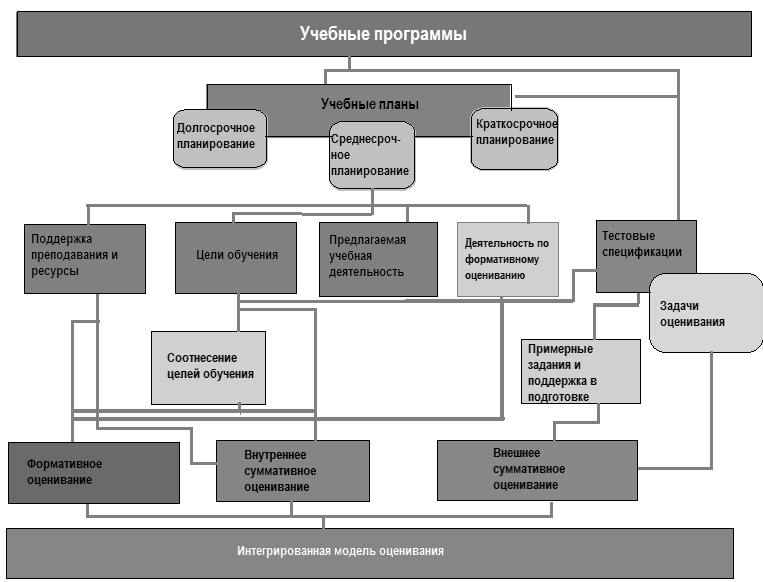 Учебные программы
Учебные планы
Долгосрочное
планирование
Среднесроч-
ное
планирование
Краткосрочное
планирование
Поддержка
преподавания и
ресурсы
Цели обучения
Предлагаемая
учебная
деятельность
Деятельность по
формативному
оцениванию
Тестовые
спецификации
Задачи
оценивания
Соотнесение
целей обучения
Примерные
задания и
поддержка в
подготовке
Формативное
оценивание
Внутреннее
суммативное
оценивание
Внешнее
суммативное
оценивание
Интегрированная модель оценивания